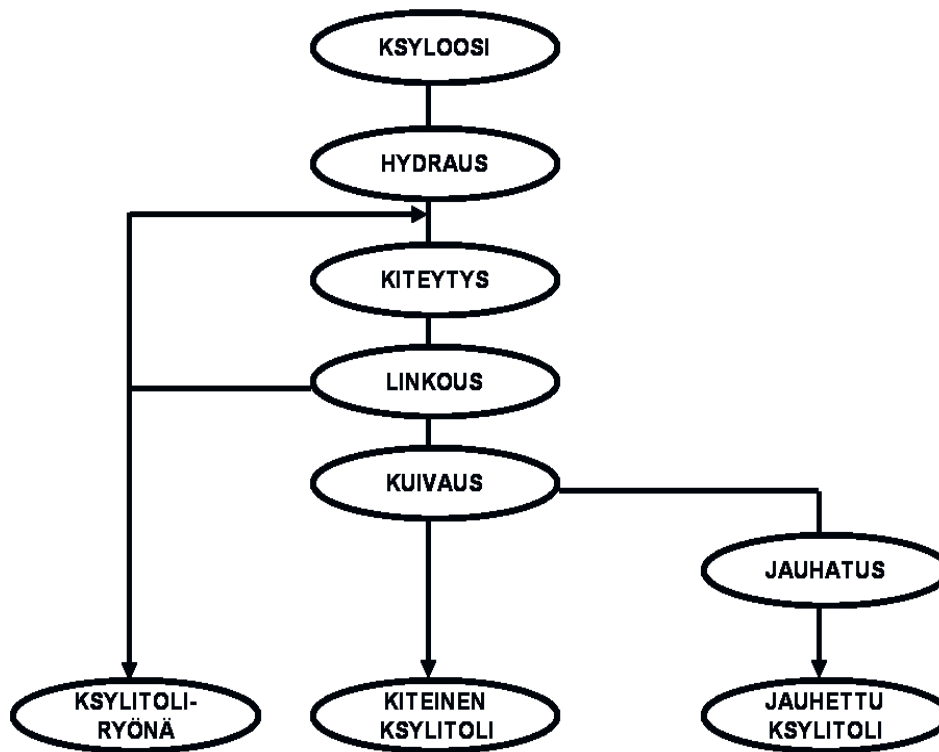 KSYLOOSI
HYDRAUS
KITEYTYS
LINKOUS
KUIVAUS
JAUHATUS
KSYLITOLI-
RYÖNÄ
KITEINEN
KSYLITOLI
JAUHETTU
KSYLITOLI